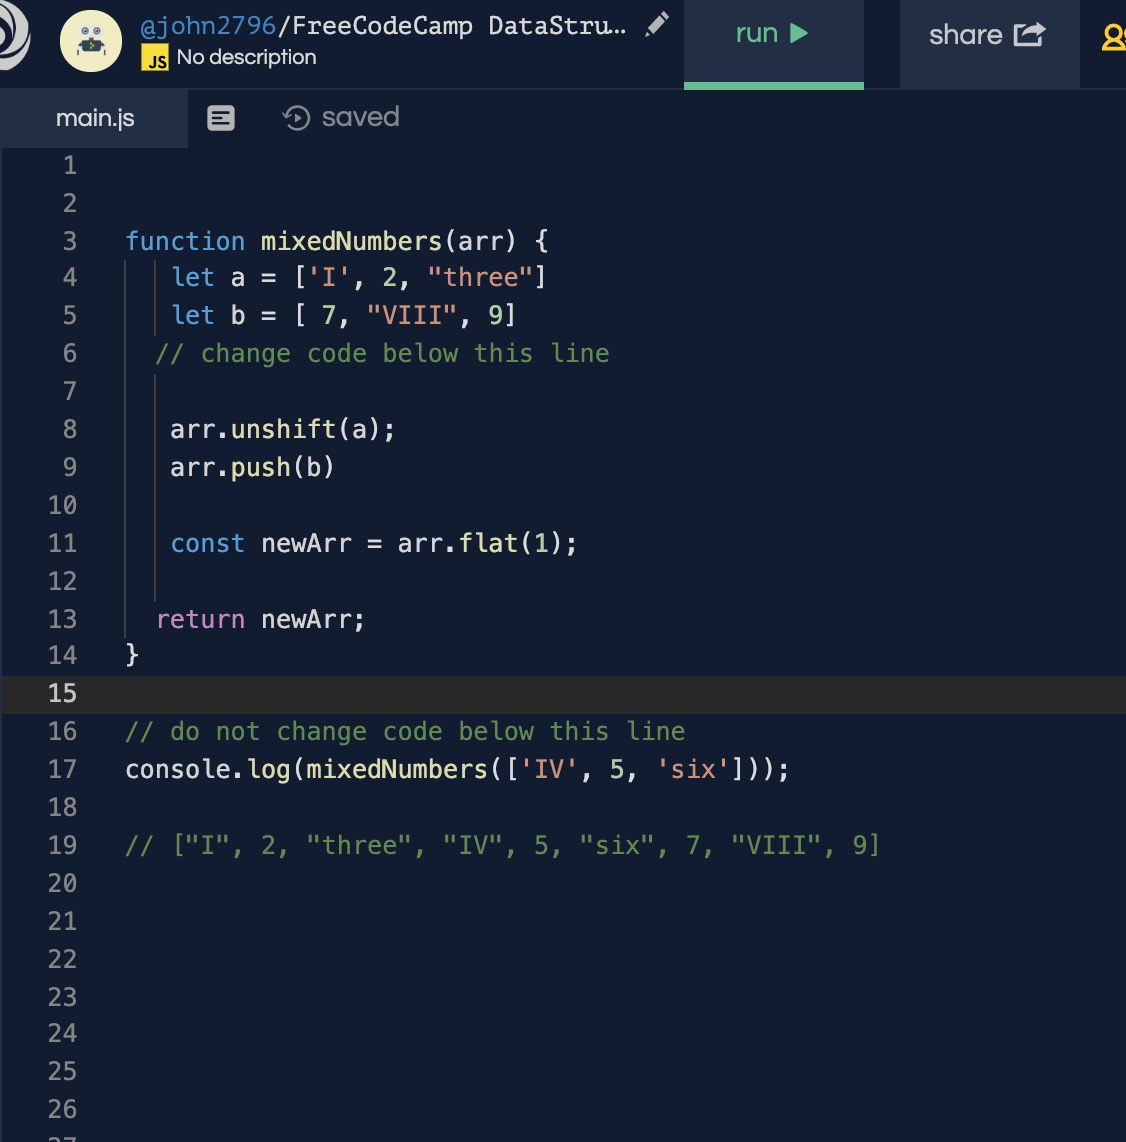 @john2796/FreeCodeCamp DataStru...
JS No description
run
share
main.js
saved
1
2
3 function mixedNumbers(arr) {
4 let a = ['I', 2, "three"]
5 let b = [ 7, "VIII", 9]
6 // change code below this line
7
8 arr.unshift(a);
9 arr.push(b)
10
11 const newArr = arr.flat(1);
12
13 return newArr;
14 }
15
16 // do not change code below this line
17 console.log(mixedNumbers(['IV', 5, 'six']));
18
19 // ["I", 2, "three", "IV", 5, "six", 7, "VIII", 9]
20
21
22
23
24
25
26